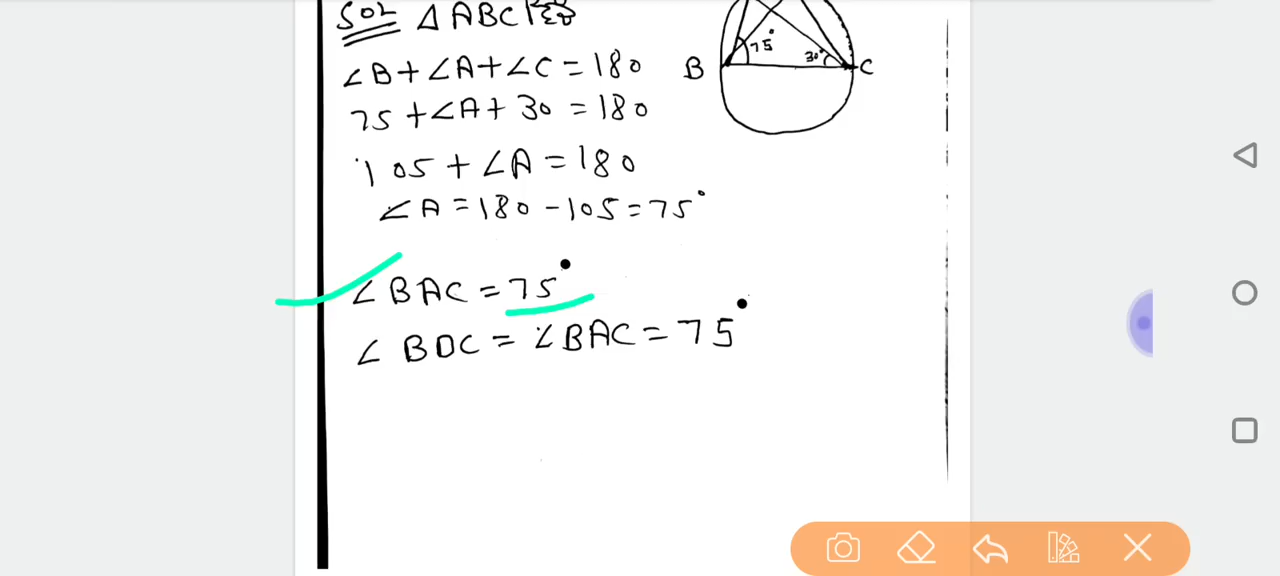 Sol △ABC
∠B+∠A+∠C=180
75+∠A+30=180
105+∠A=180
∠A=180-105=75°
∠BAC=75°
∠BDC=∠BAC=75°
75°
30°
B
C